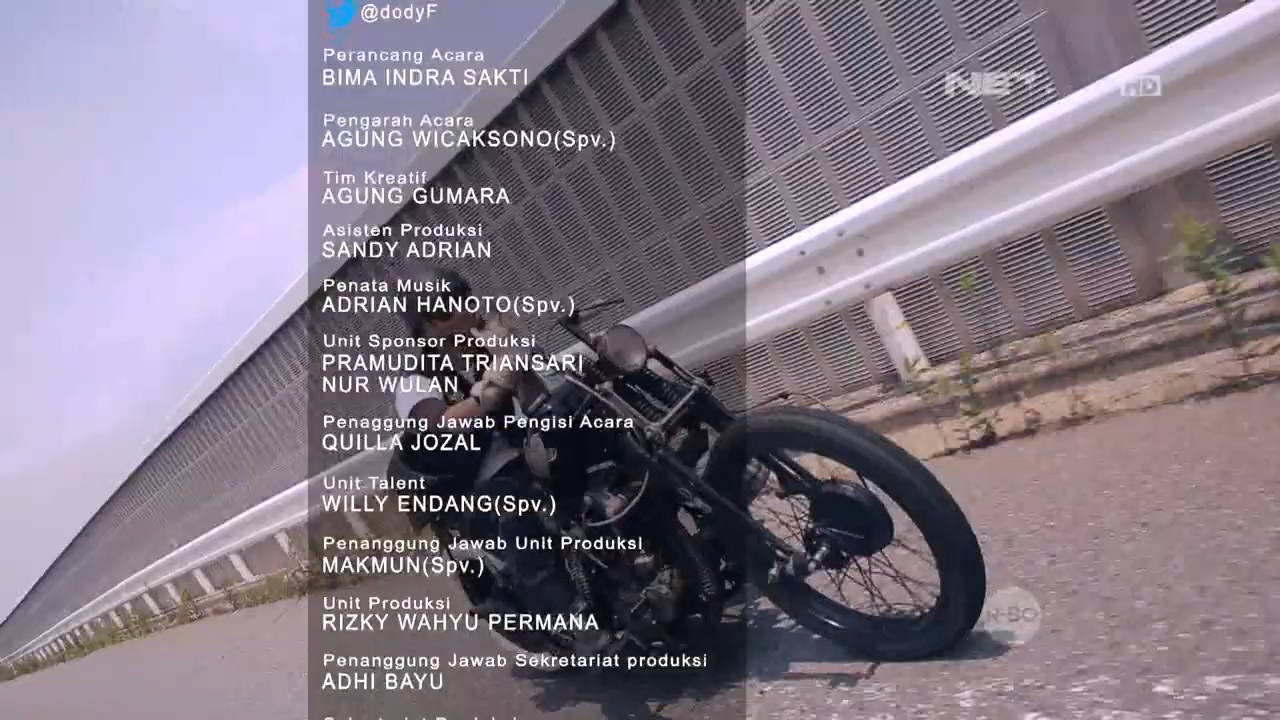 @dodyF
Perancang Acara
BIMA INDRA SAKTI
NET.
HD
Pengarah Acara
AGUNG WICAKSONO(Spv.)
Tim Kreatif
AGUNG GUMARA
Asisten Produksi
SANDY ADRIAN
Penata Musik
ADRIAN HANOTO(Spv.)
Unit Sponsor Produksi
PRAMUDITA TRIANSARI
NUR WULAN
Penaggung Jawab Pengisi Acara
QUILLA JOZAL
Unit Talent
WILLY ENDANG(Spv.)
Penanggung Jawab Unit Produksi
MAKMUN(Spv.)
Unit Produksi
RIZKY WAHYU PERMANA
Penanggung Jawab Sekretariat produksi
ADHI BAYU